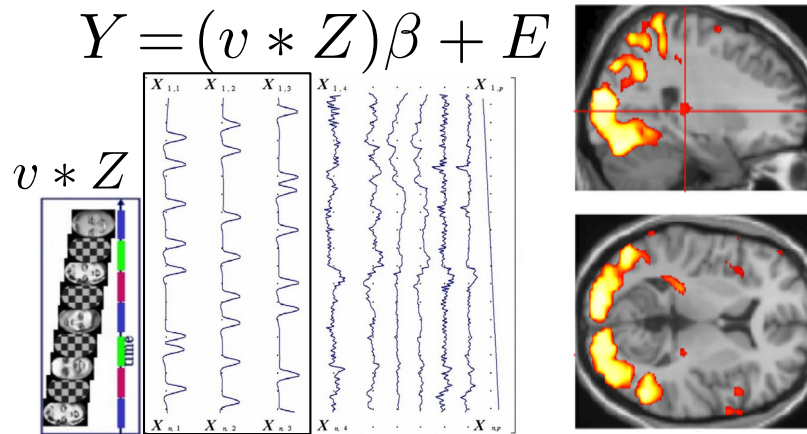 Y = (v * Z)β + E
X 1,1 X 1,2 X 1,3 X 1,4 X 1,p
v * Z
time
X n,1 X n,2 X n,3 X n,4 X n,p